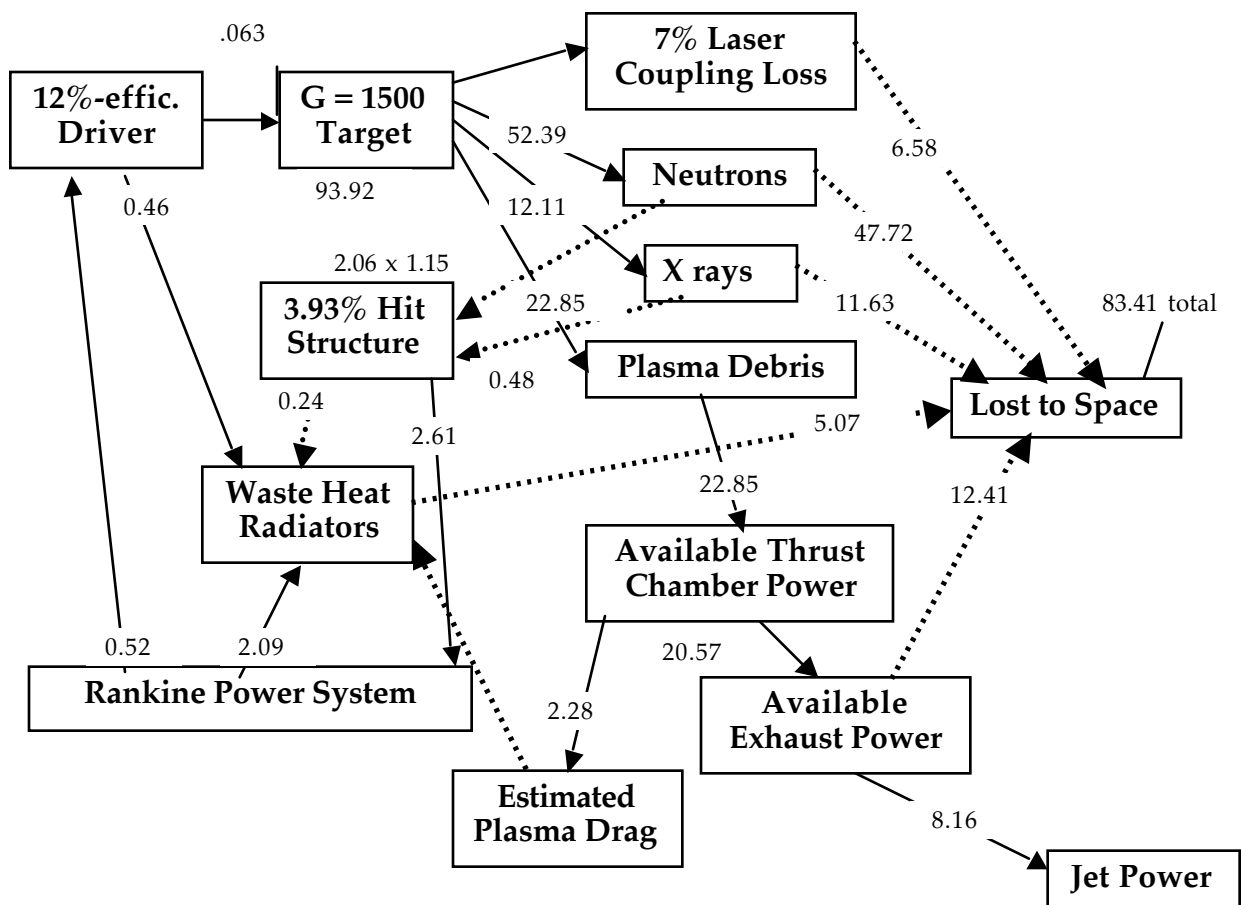 .063
7% Laser
Coupling Loss
12%-effic.
Driver
G = 1500
Target
52.39
6.58
Neutrons
93.92
0.46
12.11
47.72
2.06 x 1.15
X rays
3.93% Hit
Structure
22.85
11.63
83.41 total
0.48
Plasma Debris
Lost to Space
0.24
2.61
5.07
Waste Heat
Radiators
22.85
12.41
Available Thrust
Chamber Power
0.52
2.09
20.57
Rankine Power System
2.28
Available
Exhaust Power
Estimated
Plasma Drag
8.16
Jet Power